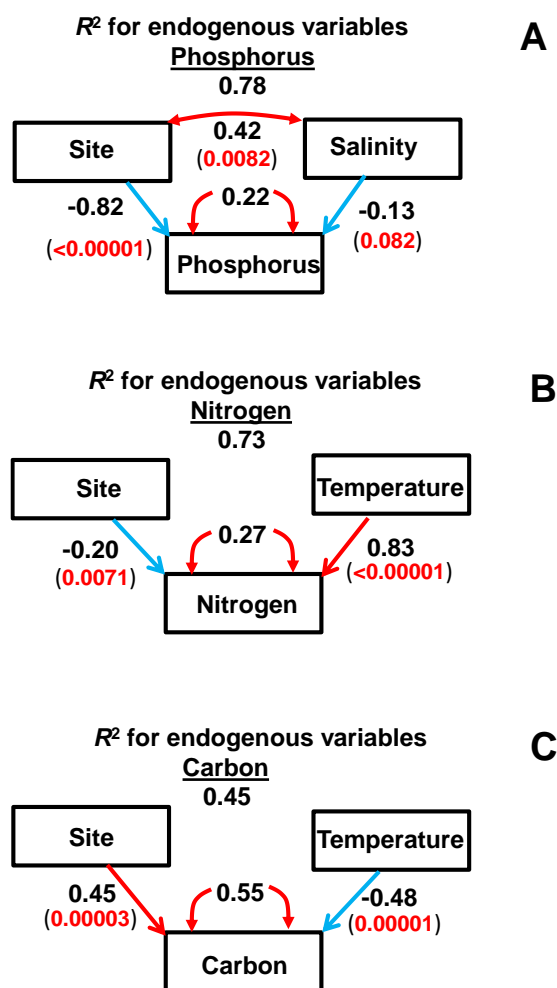 R² for endogenous variables
A
Phosphorus
0.78
Site
0.42
(0.0082)
Salinity
-0.82
(<0.00001)
0.22
-0.13
(0.082)
Phosphorus
R² for endogenous variables
B
Nitrogen
0.73
Site
Temperature
-0.20
(0.0071)
0.27
0.83
(<0.00001)
Nitrogen
R² for endogenous variables
C
Carbon
0.45
Site
Temperature
0.45
(0.00003)
0.55
-0.48
(0.00001)
Carbon